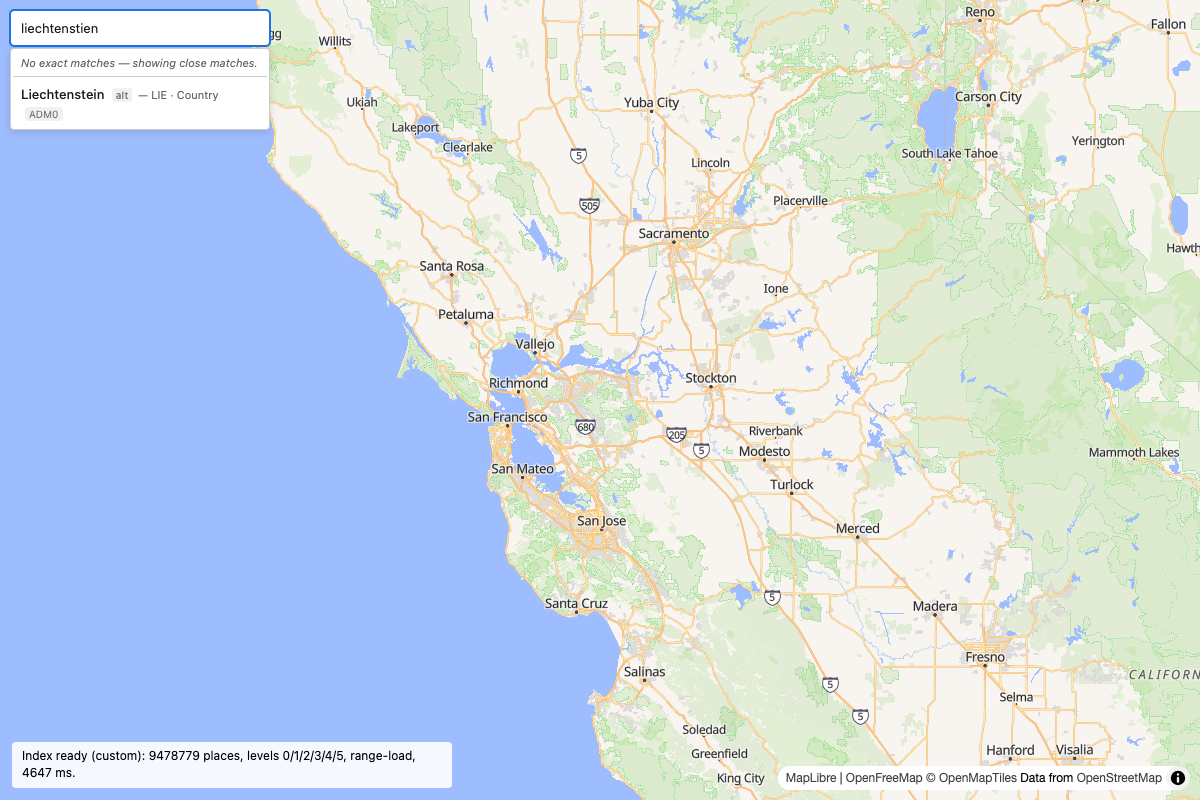 liechtenstien
gg
No exact matches — showing close matches.
Liechtenstein alt — LIE · Country
ADM0
Reno
Fallon
Willits
Ukiah
Yuba City
Carson City
Lakeport
Clearlake
Yerington
South Lake Tahoe
5
Lincoln
505
Placerville
Sacramento
Hawth
Santa Rosa
Ione
Petaluma
Vallejo
Richmond
Stockton
San Francisco
680
205
5
Riverbank
Modesto
Mammoth Lakes
San Mateo
Turlock
San Jose
Merced
5
Santa Cruz
Madera
Fresno
Salinas
5
CALIFORN
Selma
5
Soledad
Greenfield
King City
Hanford
Visalia
Index ready (custom): 9478779 places, levels 0/1/2/3/4/5, range-load,
4647 ms.
MapLibre | OpenFreeMap © OpenMapTiles Data from OpenStreetMap